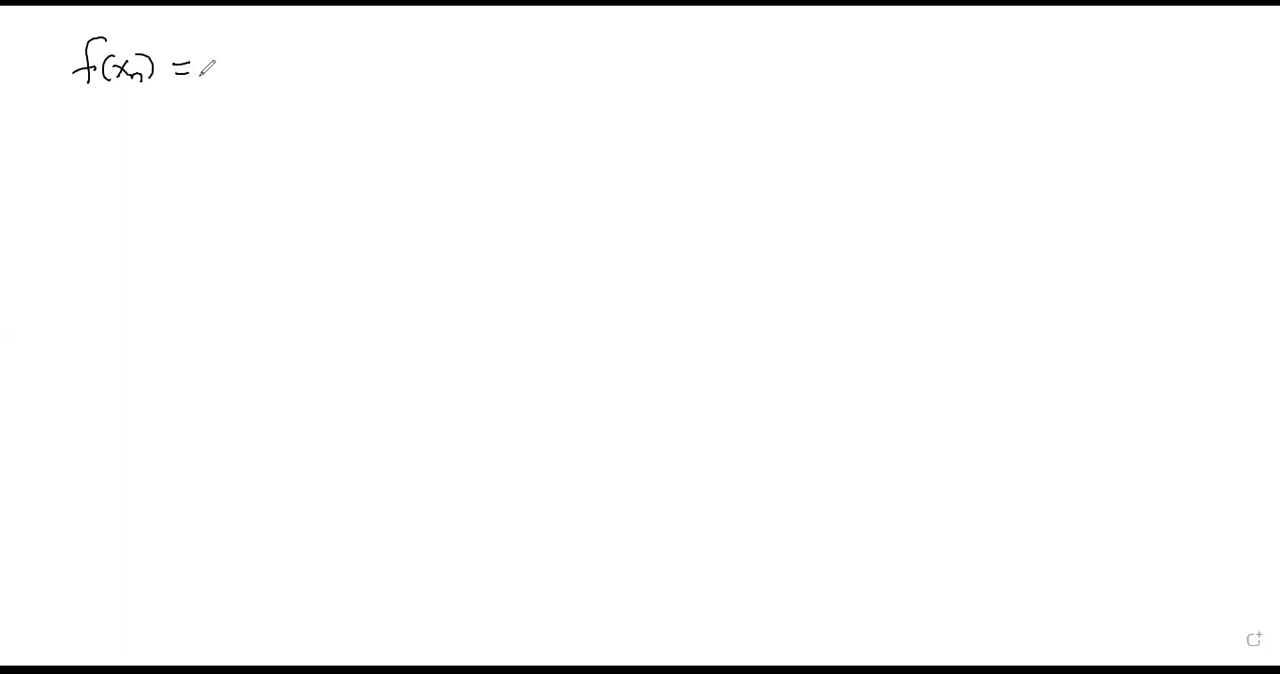 f(xn) =